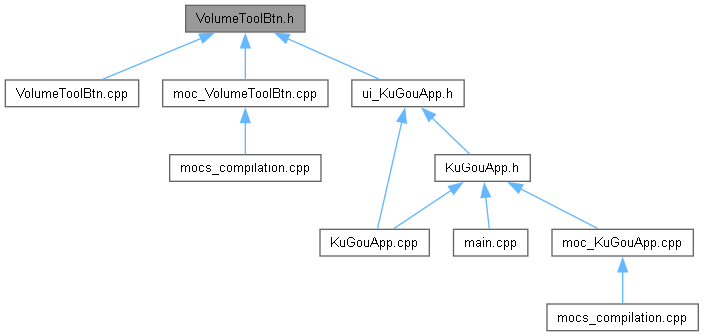 VolumeToolBtn.h
VolumeToolBtn.cpp
moc_VolumeToolBtn.cpp
ui_KuGouApp.h
mocs_compilation.cpp
KuGouApp.h
KuGouApp.cpp
main.cpp
moc_KuGouApp.cpp
mocs_compilation.cpp